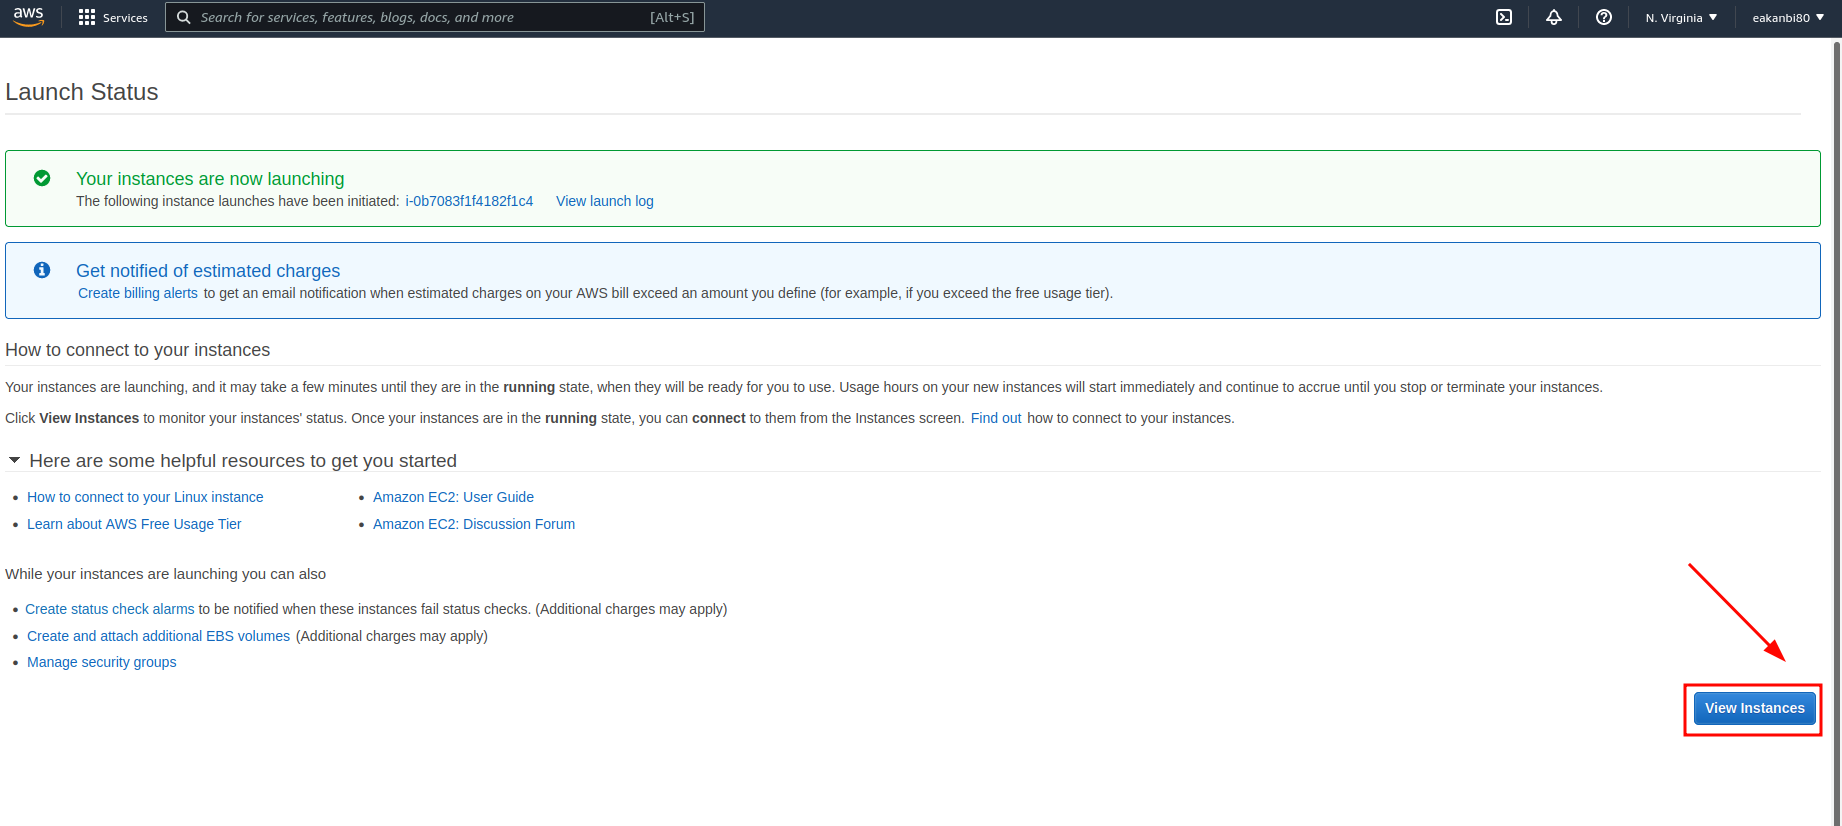 aws
Services
Search for services, features, blogs, docs, and more
[Alt+S]
N. Virginia
eakanbi80
Launch Status
Your instances are now launching
The following instance launches have been initiated: i-0b7083f1f4182f1c4 View launch log
Get notified of estimated charges
Create billing alerts to get an email notification when estimated charges on your AWS bill exceed an amount you define (for example, if you exceed the free usage tier).
How to connect to your instances
Your instances are launching, and it may take a few minutes until they are in the running state, when they will be ready for you to use. Usage hours on your new instances will start immediately and continue to accrue until you stop or terminate your instances.
Click View Instances to monitor your instances' status. Once your instances are in the running state, you can connect to them from the Instances screen. Find out how to connect to your instances.
Here are some helpful resources to get you started
• How to connect to your Linux instance
• Learn about AWS Free Usage Tier
• Amazon EC2: User Guide
• Amazon EC2: Discussion Forum
While your instances are launching you can also
• Create status check alarms to be notified when these instances fail status checks. (Additional charges may apply)
• Create and attach additional EBS volumes (Additional charges may apply)
• Manage security groups
View Instances